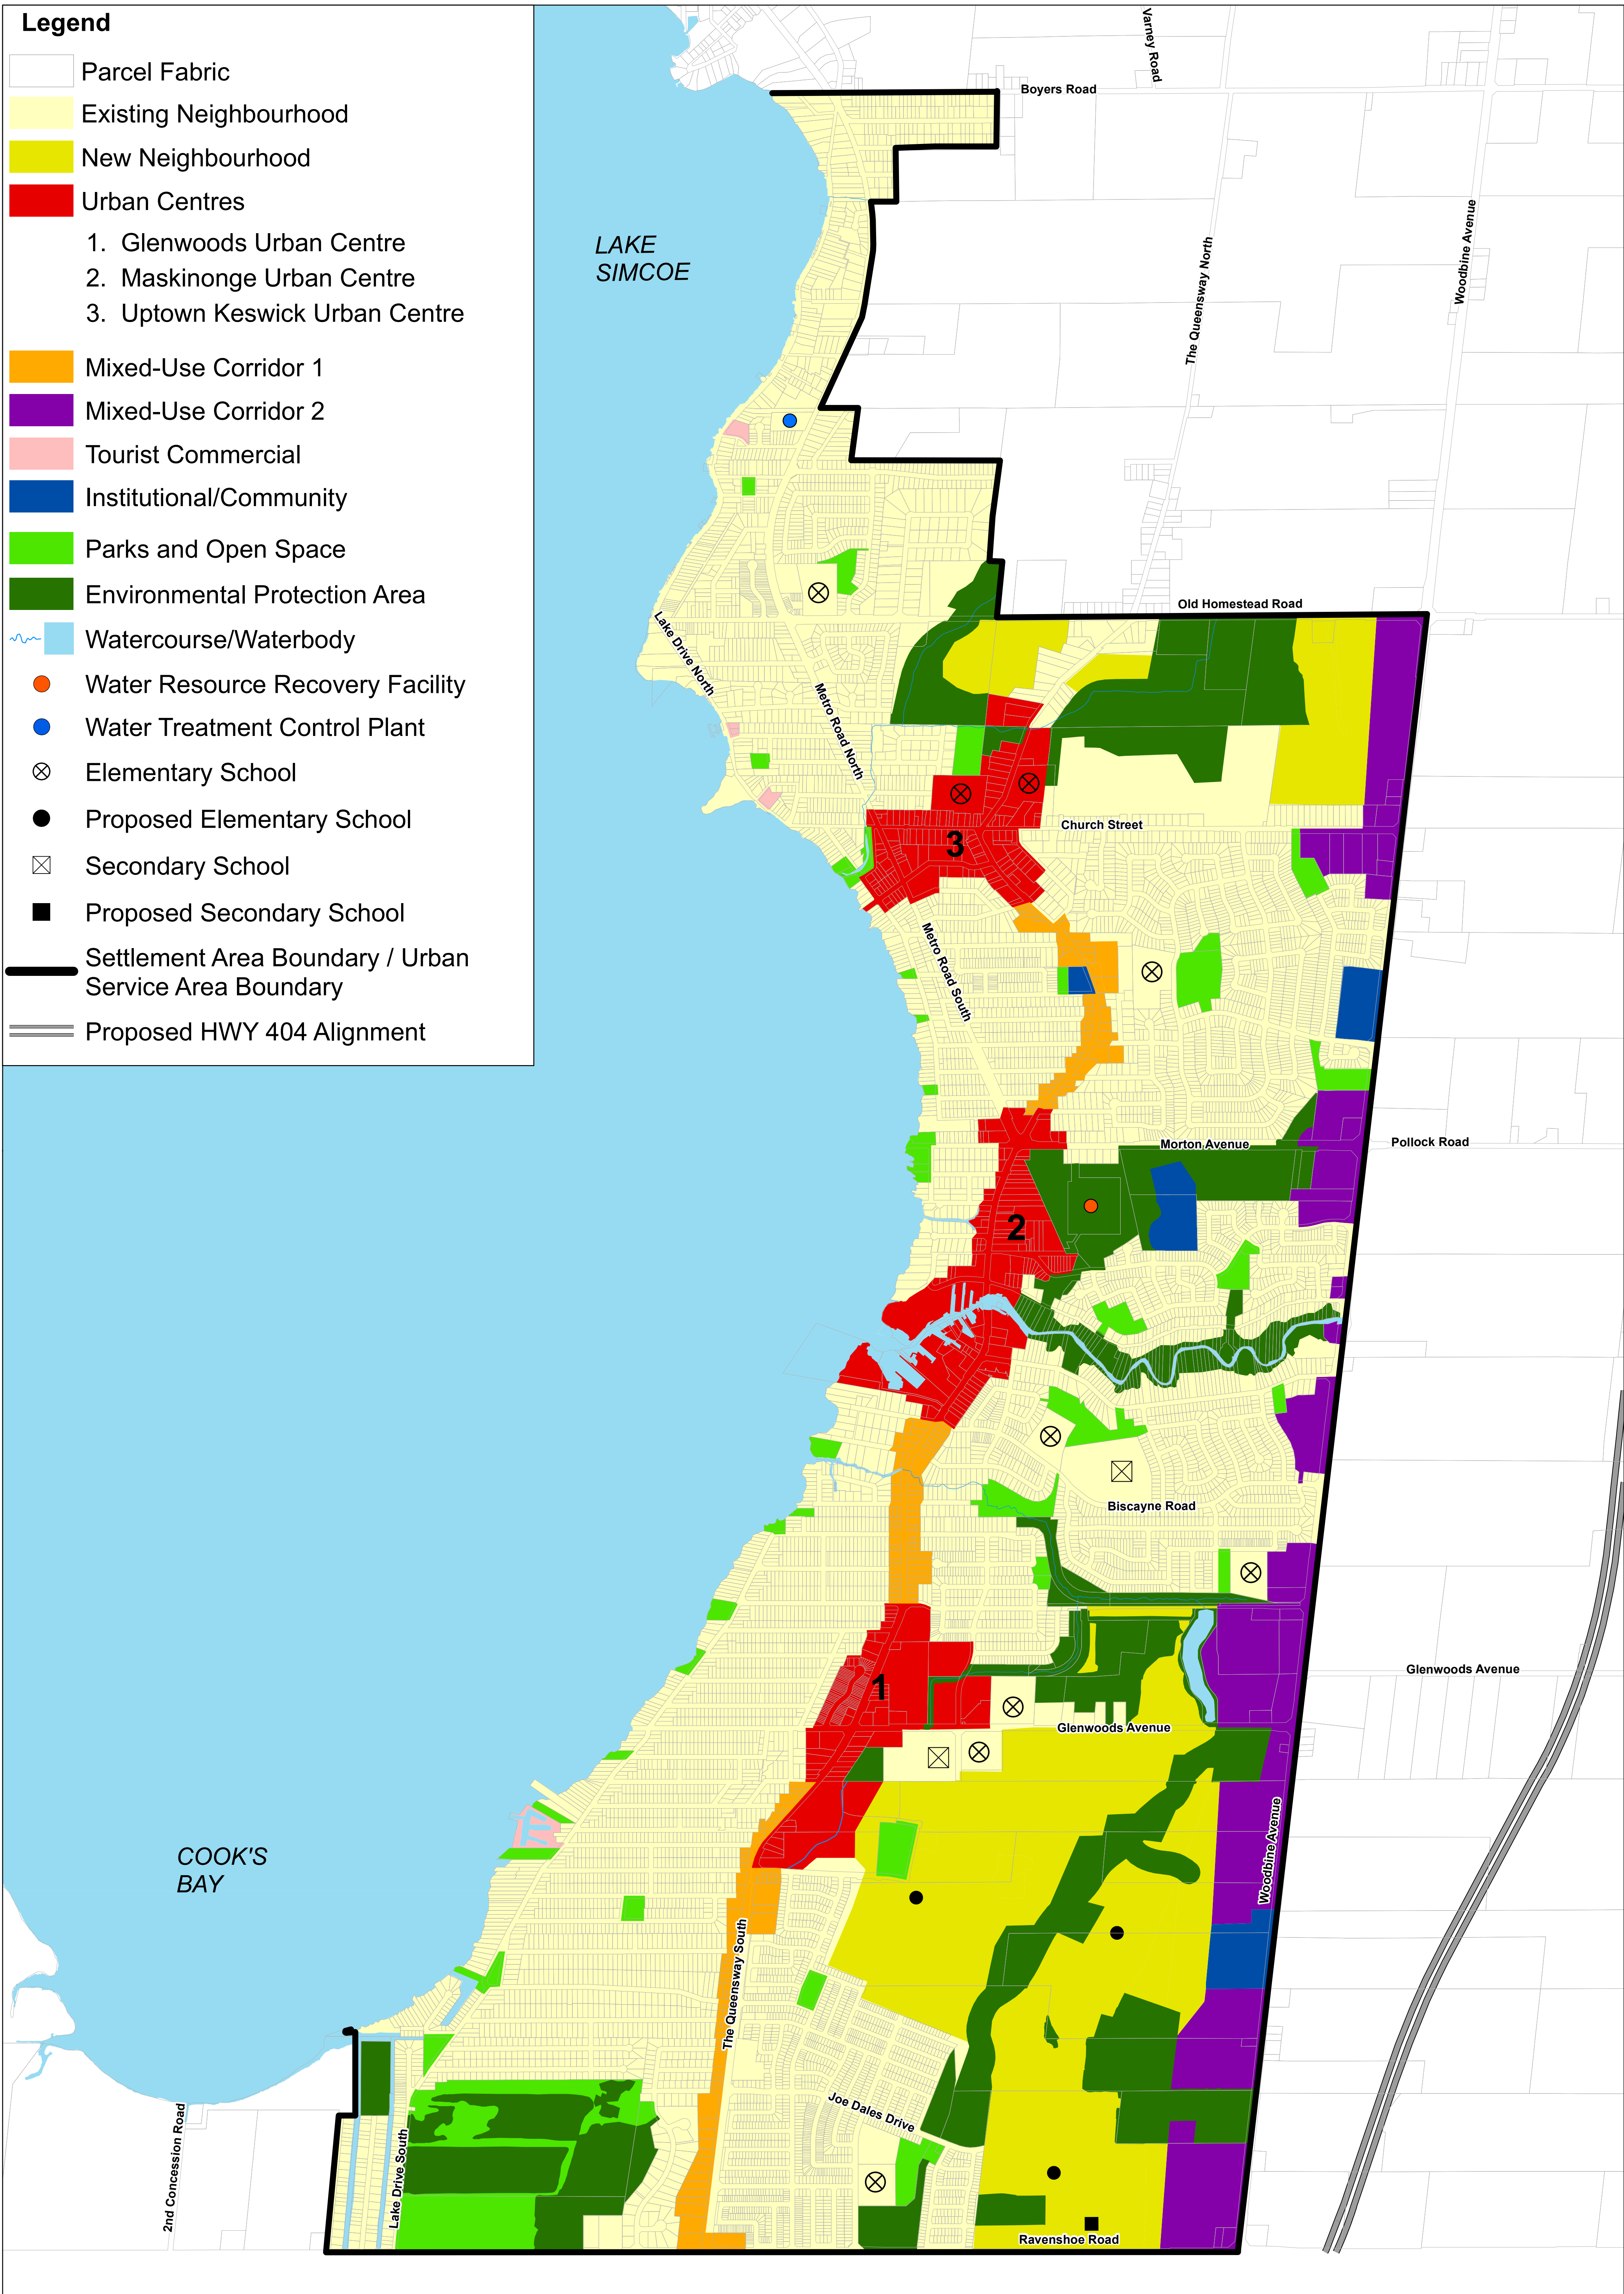 Legend
Parcel Fabric
Existing Neighbourhood
New Neighbourhood
Urban Centres
1. Glenwoods Urban Centre
2. Maskinonge Urban Centre
3. Uptown Keswick Urban Centre
Mixed-Use Corridor 1
Mixed-Use Corridor 2
Tourist Commercial
Institutional/Community
Parks and Open Space
Environmental Protection Area
Watercourse/Waterbody
Water Resource Recovery Facility
Water Treatment Control Plant
Elementary School
Proposed Elementary School
Secondary School
Proposed Secondary School
Settlement Area Boundary / Urban
Service Area Boundary
Proposed HWY 404 Alignment
Varney Road
Boyers Road
LAKE
SIMCOE
The Queensway North
Woodbine Avenue
Old Homestead Road
Lake Drive North
Metro Road North
Church Street
3
Metro Road South
Morton Avenue
Pollock Road
2
Biscayne Road
Glenwoods Avenue
1
Glenwoods Avenue
Woodbine Avenue
COOK'S
BAY
The Queensway South
Joe Dales Drive
2nd Concession Road
Lake Drive South
Ravenshoe Road